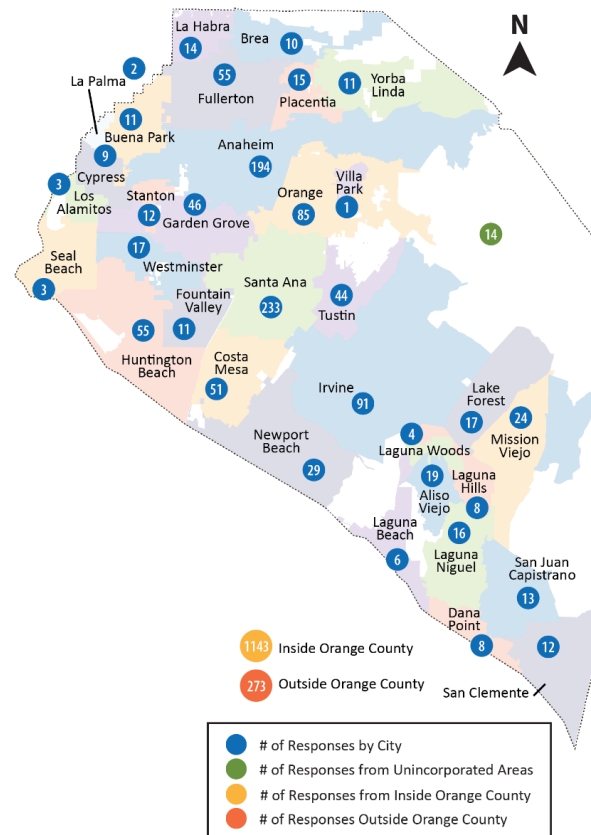 La Habra
14
Brea
10
N
La Palma
2
55
Fullerton
15
Placentia
11
Yorba
Linda
11
Buena Park
Anaheim
194
9
Cypress
3
Los
Alamitos
Stanton
12
46
Garden Grove
Orange
85
Villa
Park
1
14
Seal
Beach
3
17
Westminster
Fountain
Valley
11
Santa Ana
233
44
Tustin
55
Huntington
Beach
Costa
Mesa
51
Irvine
91
Lake
Forest
17
24
Mission
Viejo
Newport
Beach
29
4
Laguna Woods
19
Aliso
Viejo
Laguna
Hills
8
Laguna
Beach
6
16
Laguna
Niguel
San Juan
Capistrano
13
Dana
Point
8
12
San Clemente
1143 Inside Orange County
273 Outside Orange County
# of Responses by City
# of Responses from Unincorporated Areas
# of Responses from Inside Orange County
# of Responses Outside Orange County